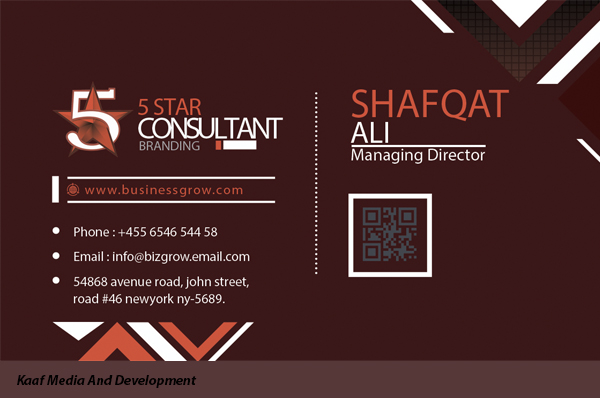 5
5 STAR
CONSULTANT
BRANDING
www.businessgrow.com
Phone : +455 6546 544 58
Email : info@bizgrow.email.com
54868 avenue road, john street,
road #46 newyork ny-5689.
SHAFQAT
ALI
Managing Director
Kaaf Media And Development